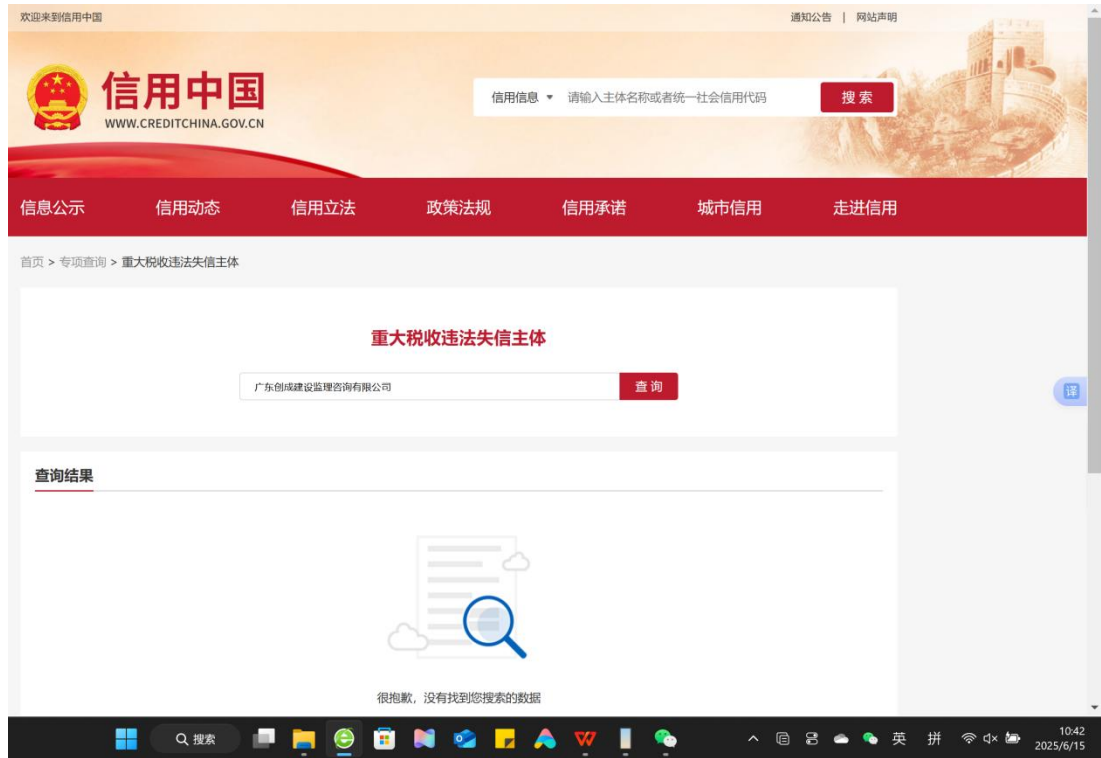 欢迎来到信用中国
通知公告 | 网站声明
信用中国
WWW.CREDITCHINA.GOV.CN
信用信息 请输入主体名称或者统一社会信用代码 搜索
信息公示 信用动态 信用立法 政策法规 信用承诺 城市信用 走进信用
首页 > 专项查询 > 重大税收违法失信主体
重大税收违法失信主体
广东创成建设监理咨询有限公司 查询
译
查询结果
很抱歉，没有找到您搜索的数据
搜索 英 拼 10:42
2025/6/15